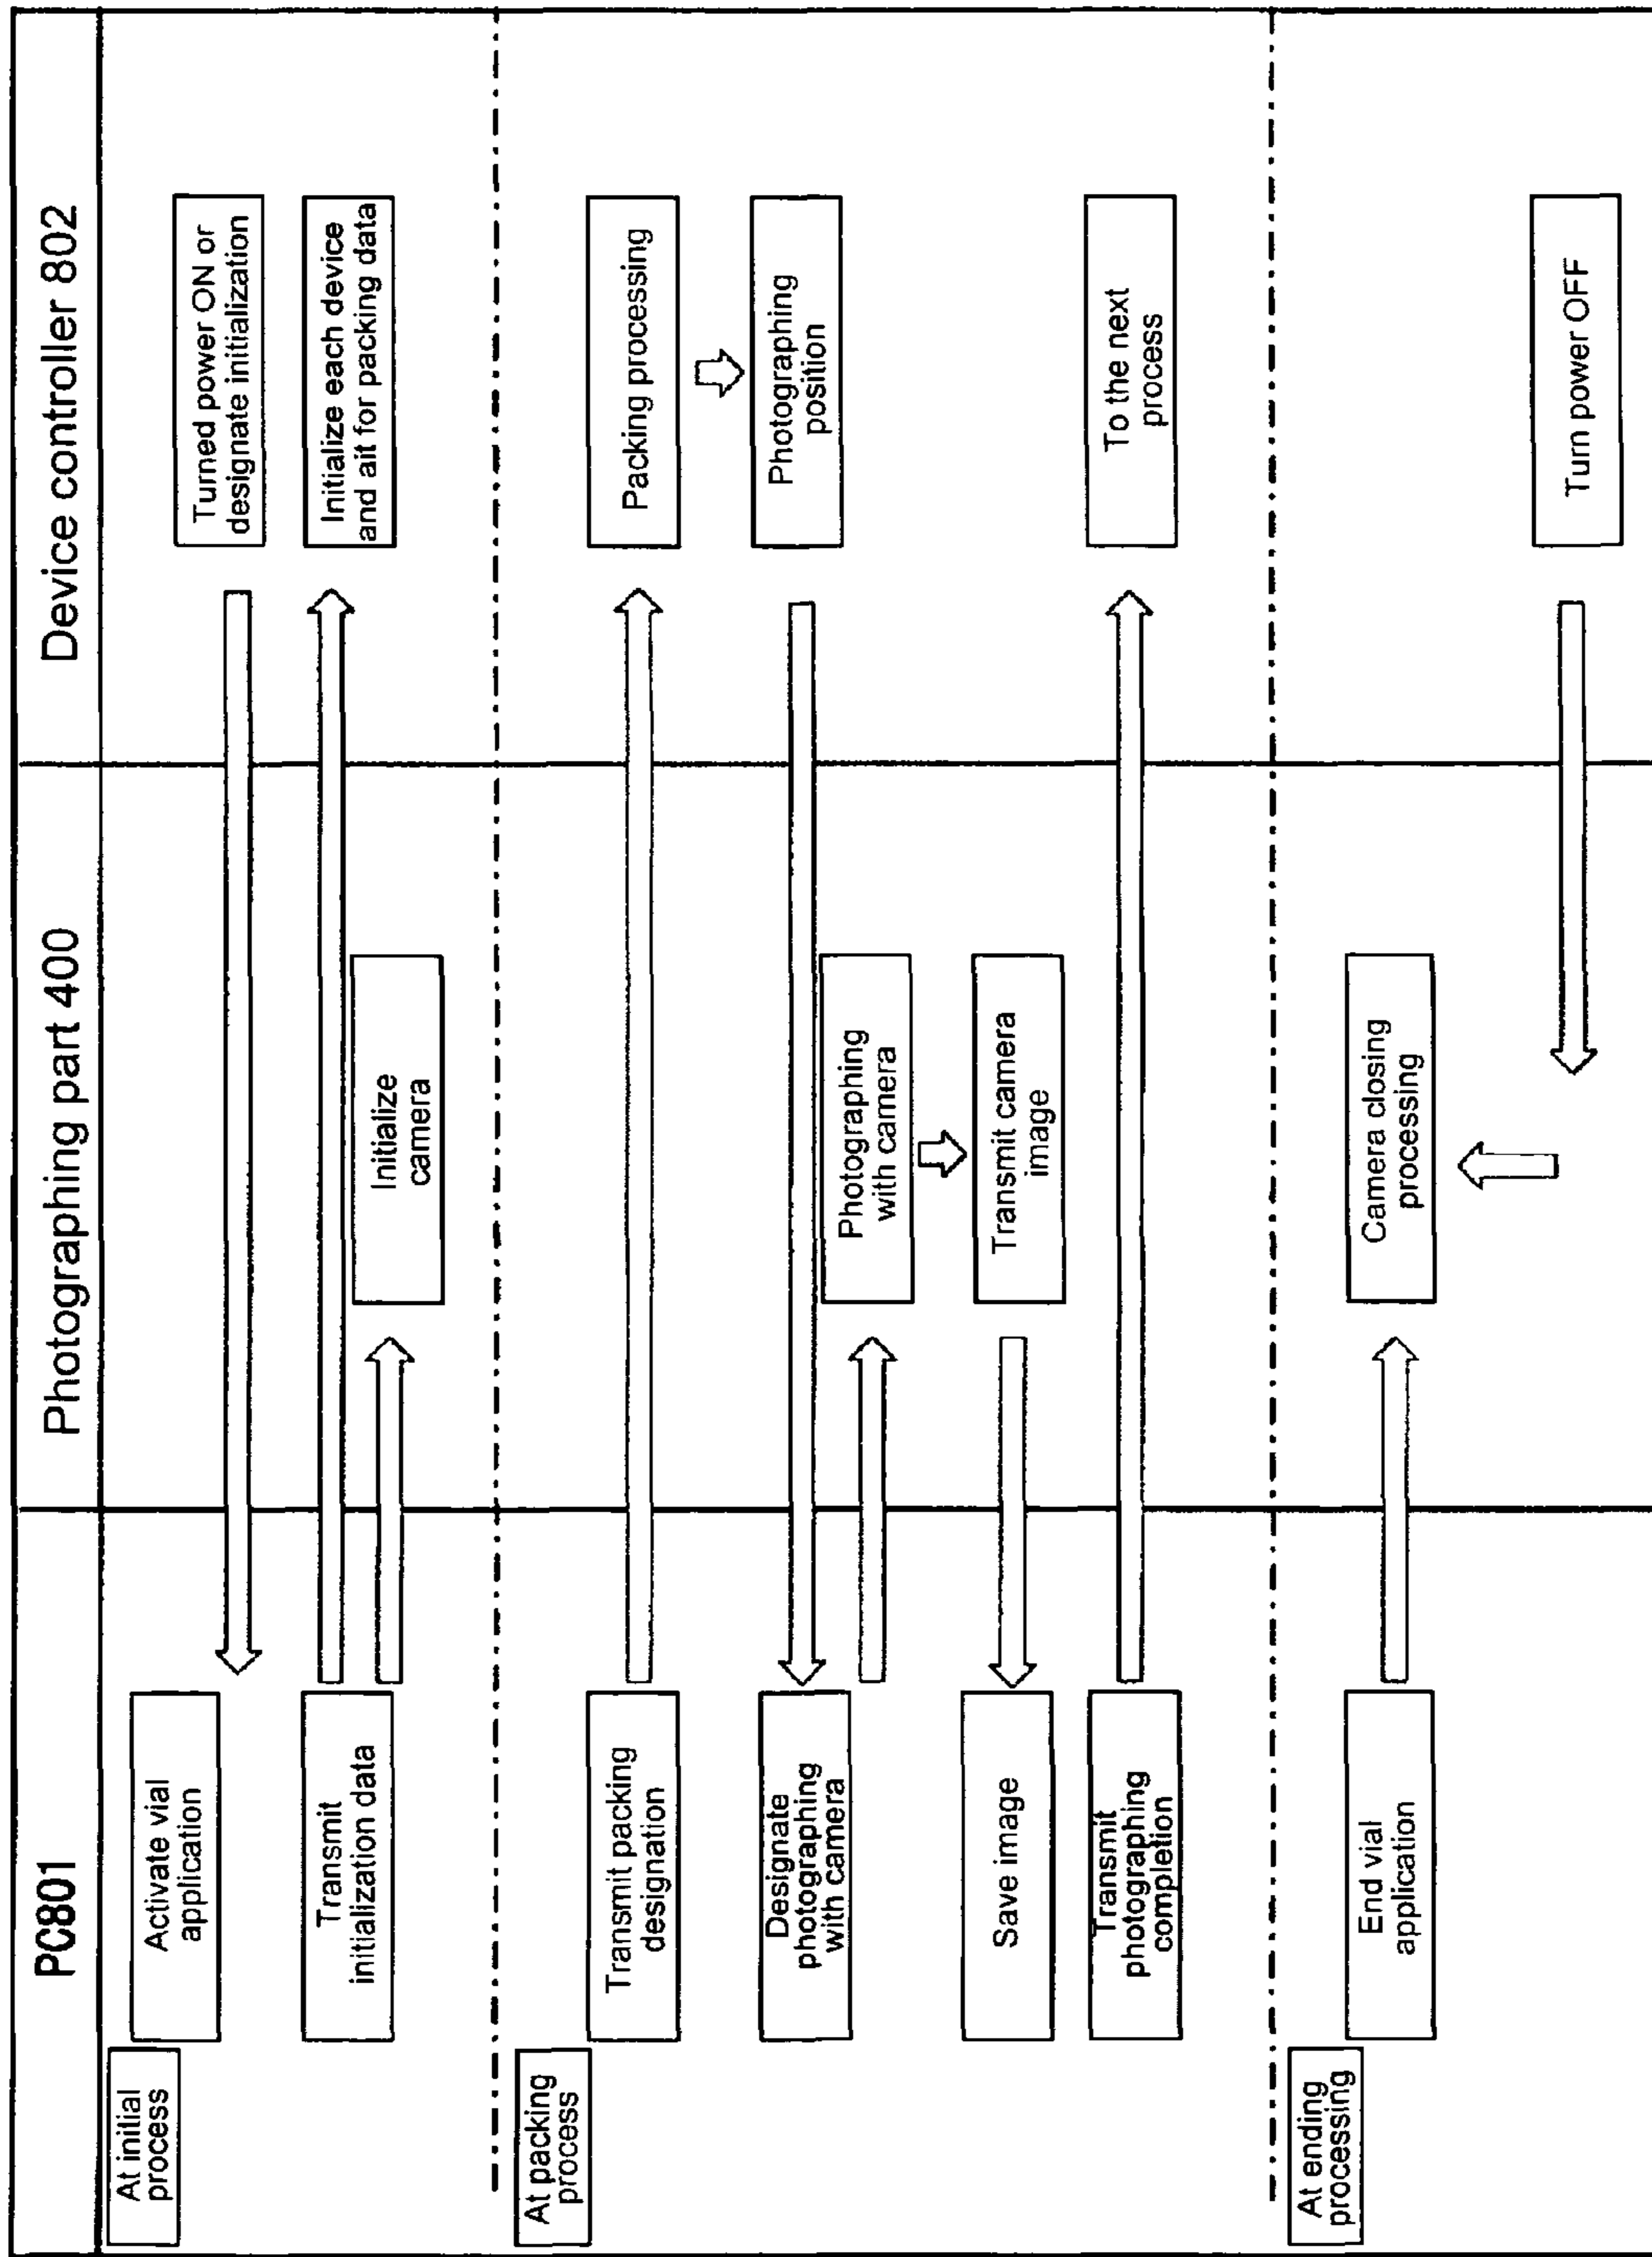 PC801
Photographing part 400
Device controller 802
At initial
process
Activate vial
application
Turned power ON or
designate initialization
Transmit
initialization data
Initialize each device
and ait for packing data
Initialize
camera
At packing
process
Transmit packing
designation
Packing processing
Designate
photographing
with camera
Photographing
position
Photographing
with camera
Save image
Transmit camera
image
Transmit
photographing
completion
To the next
process
At ending
processing
End vial
application
Camera closing
processing
Turn power OFF